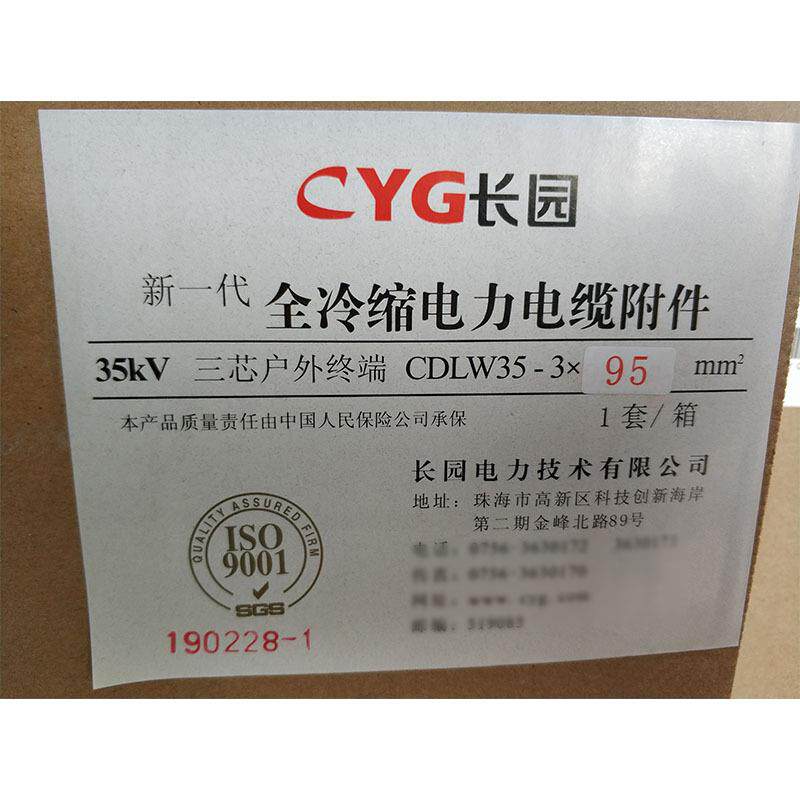 CYG长园
新一代 全冷缩电力电缆附件
35kV 三芯户外终端 CDLW35-3× 95 mm²
本产品质量责任由中国人民保险公司承保
1套/箱
长园电力技术有限公司
地址：珠海市高新区科技创新海岸
第二期金峰北路89号
QUALITY ASSURED FIRM
ISO
9001
SGS
190228-1